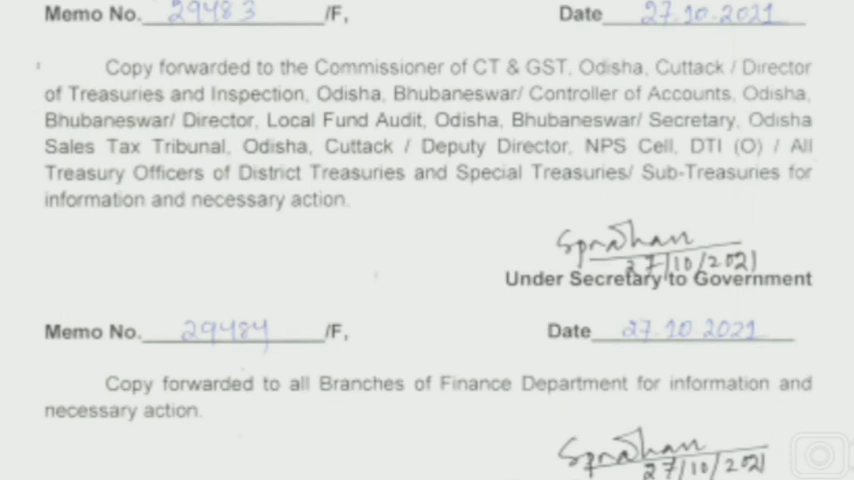 Memo No. 29483 /F, Date 27.10.2021
Copy forwarded to the Commissioner of CT & GST, Odisha, Cuttack / Director
of Treasuries and Inspection, Odisha, Bhubaneswar/ Controller of Accounts, Odisha,
Bhubaneswar/ Director, Local Fund Audit, Odisha, Bhubaneswar/ Secretary, Odisha
Sales Tax Tribunal, Odisha, Cuttack / Deputy Director, NPS Cell, DTI (O) / All
Treasury Officers of District Treasuries and Special Treasuries/ Sub-Treasuries for
information and necessary action.
27/10/2021
Under Secretary to Government
Memo No. 29484 /F, Date 27.10.2021
Copy forwarded to all Branches of Finance Department for information and
necessary action.
27/10/2021